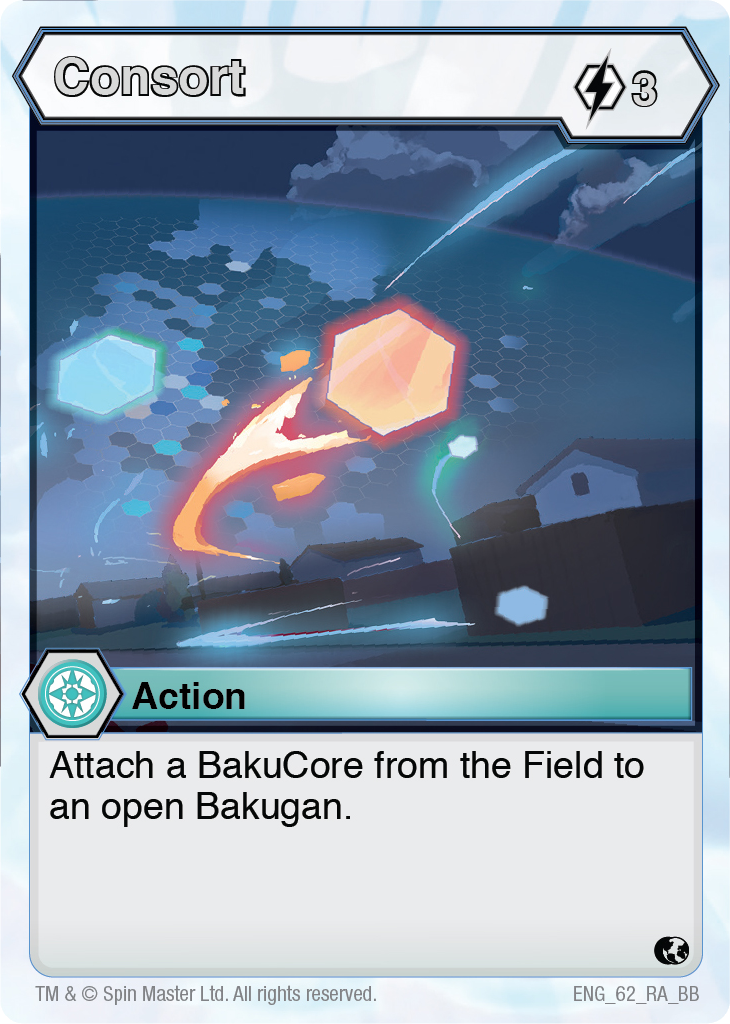 Consort
3
Action
Attach a BakuCore from the Field to
an open Bakugan.
TM & © Spin Master Ltd. All rights reserved.
ENG_62_RA_BB